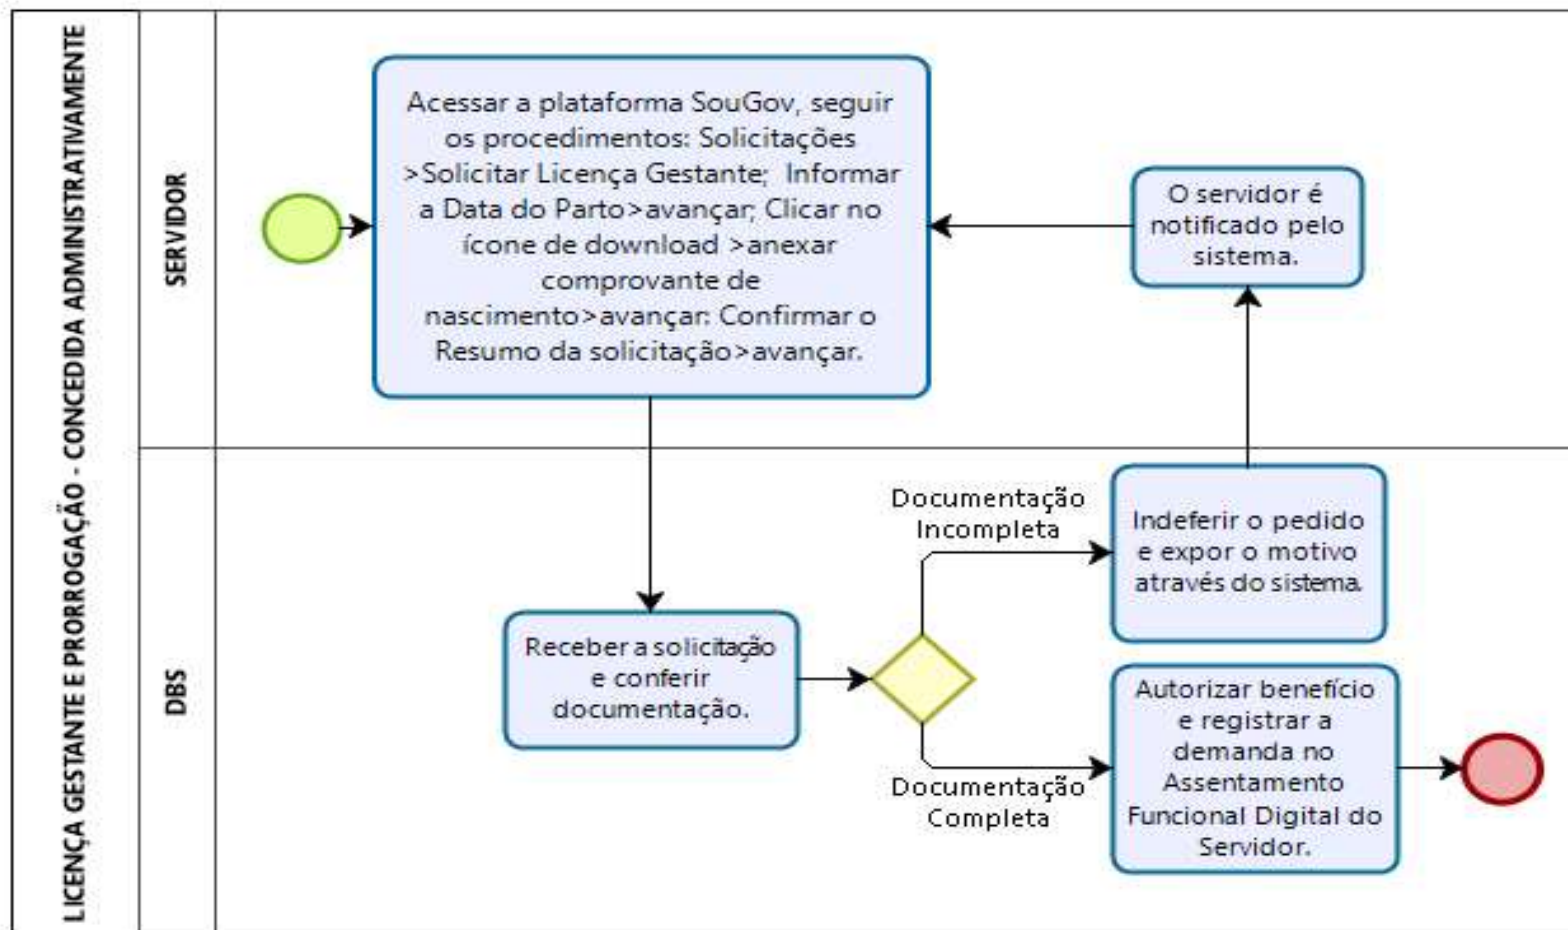 LICENÇA GESTANTE E PRORROGAÇÃO - CONCEDIDA ADMINISTRATIVAMENTE
SERVIDOR
Acessar a plataforma SouGov, seguir
os procedimentos: Solicitações
>Solicitar Licença Gestante;  Informar
a Data do Parto>avançar; Clicar no
ícone de download >anexar
comprovante de
nascimento>avançar: Confirmar o
Resumo da solicitação>avançar.
O servidor é
notificado pelo
sistema.
DBS
Receber a solicitação
e conferir
documentação.
Documentação
Incompleta
Indeferir o pedido
e expor o motivo
através do sistema.
Documentação
Completa
Autorizar benefício
e registrar a
demanda no
Assentamento
Funcional Digital do
Servidor.